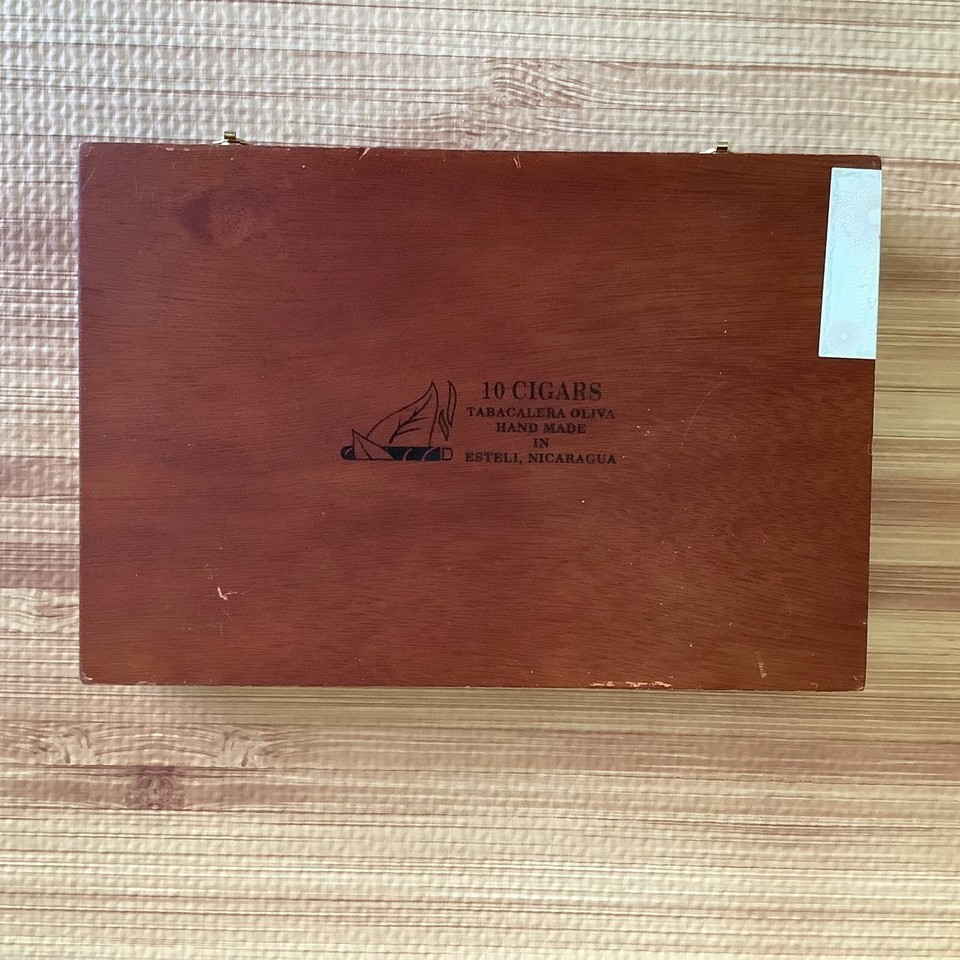 10 CIGARS
TABACALERA OLIVA
HAND MADE
IN
ESTELI, NICARAGUA